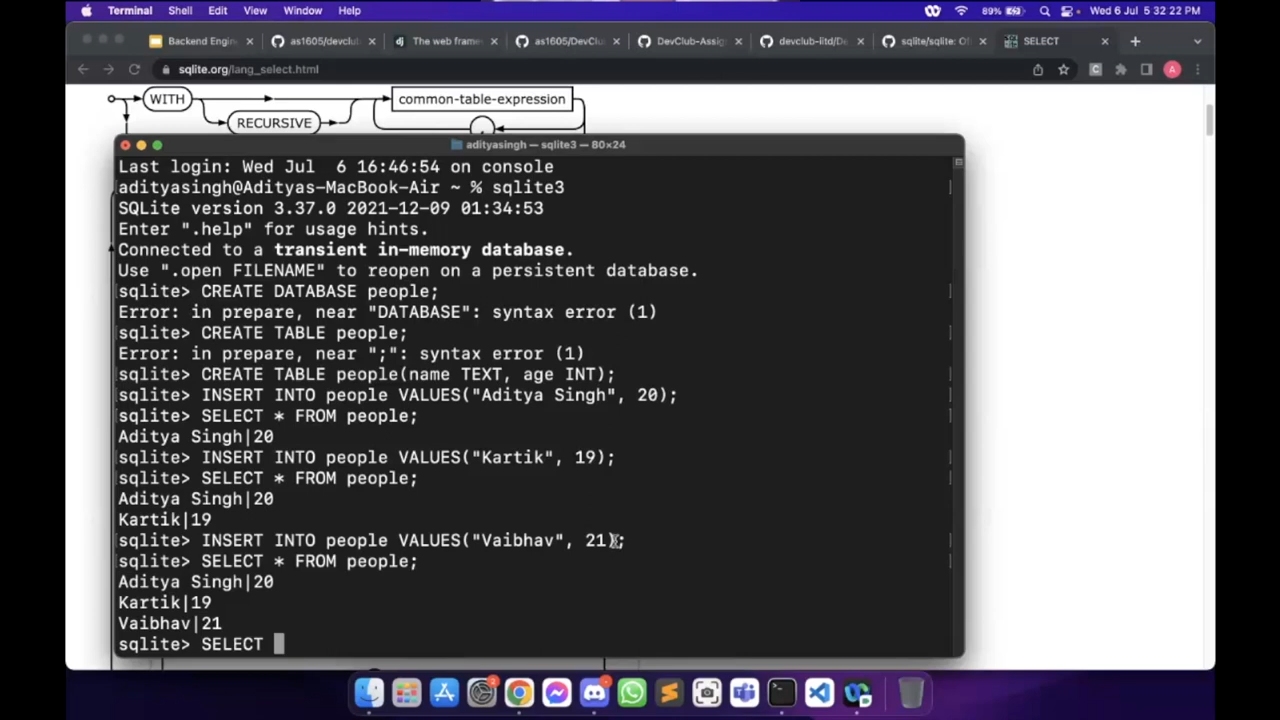 Terminal Shell Edit View Window Help 89% Wed 6 Jul 5 32 22 PM
Backend Engin as1605/devclub The web frame as1605/DevClu DevClub-Assig devclub-iitd/De sqlite/sqlite: Of SELECT
sqlite.org/lang_select.html A
WITH common-table-expression
RECURSIVE ,
adityasingh — sqlite3 — 80×24
Last login: Wed Jul  6 16:46:54 on console
adityasingh@Adityas-MacBook-Air ~ % sqlite3
SQLite version 3.37.0 2021-12-09 01:34:53
Enter ".help" for usage hints.
Connected to a transient in-memory database.
Use ".open FILENAME" to reopen on a persistent database.
sqlite> CREATE DATABASE people;
Error: in prepare, near "DATABASE": syntax error (1)
sqlite> CREATE TABLE people;
Error: in prepare, near ";": syntax error (1)
sqlite> CREATE TABLE people(name TEXT, age INT);
sqlite> INSERT INTO people VALUES("Aditya Singh", 20);
sqlite> SELECT * FROM people;
Aditya Singh|20
sqlite> INSERT INTO people VALUES("Kartik", 19);
sqlite> SELECT * FROM people;
Aditya Singh|20
Kartik|19
sqlite> INSERT INTO people VALUES("Vaibhav", 21);
sqlite> SELECT * FROM people;
Aditya Singh|20
Kartik|19
Vaibhav|21
sqlite> SELECT